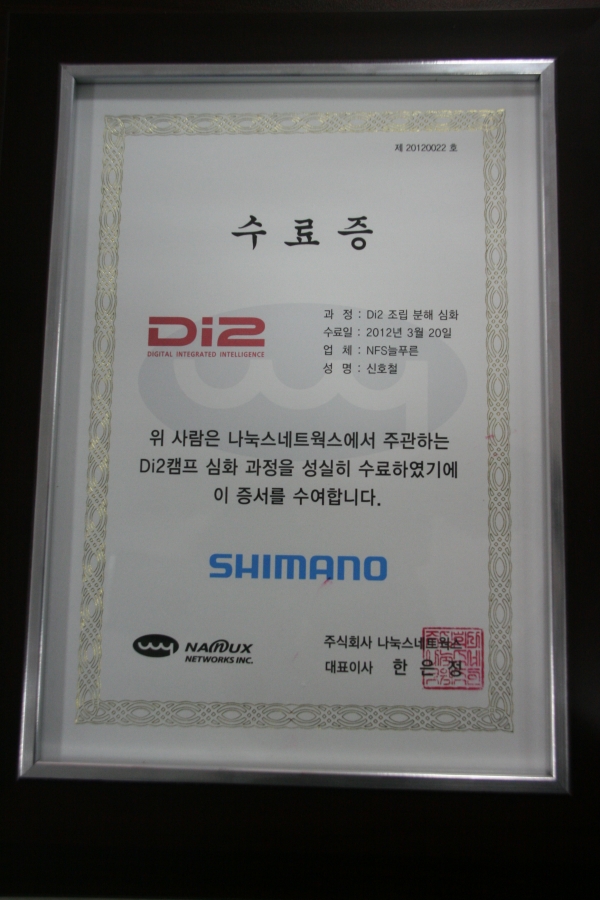 제 20120022 호
수료증
Di2
DIGITAL INTEGRATED INTELLIGENCE
과 정 : Di2 조립 분해 심화
수료일 : 2012년 3월 20일
업 체 : NFS늘푸른
성 명 : 신호철
위 사람은 나눅스네트웍스에서 주관하는
Di2캠프 심화 과정을 성실히 수료하였기에
이 증서를 수여합니다.
SHIMANO
NANUX
NETWORKS INC.
주식회사 나눅스네트웍스
대표이사 한 은 정